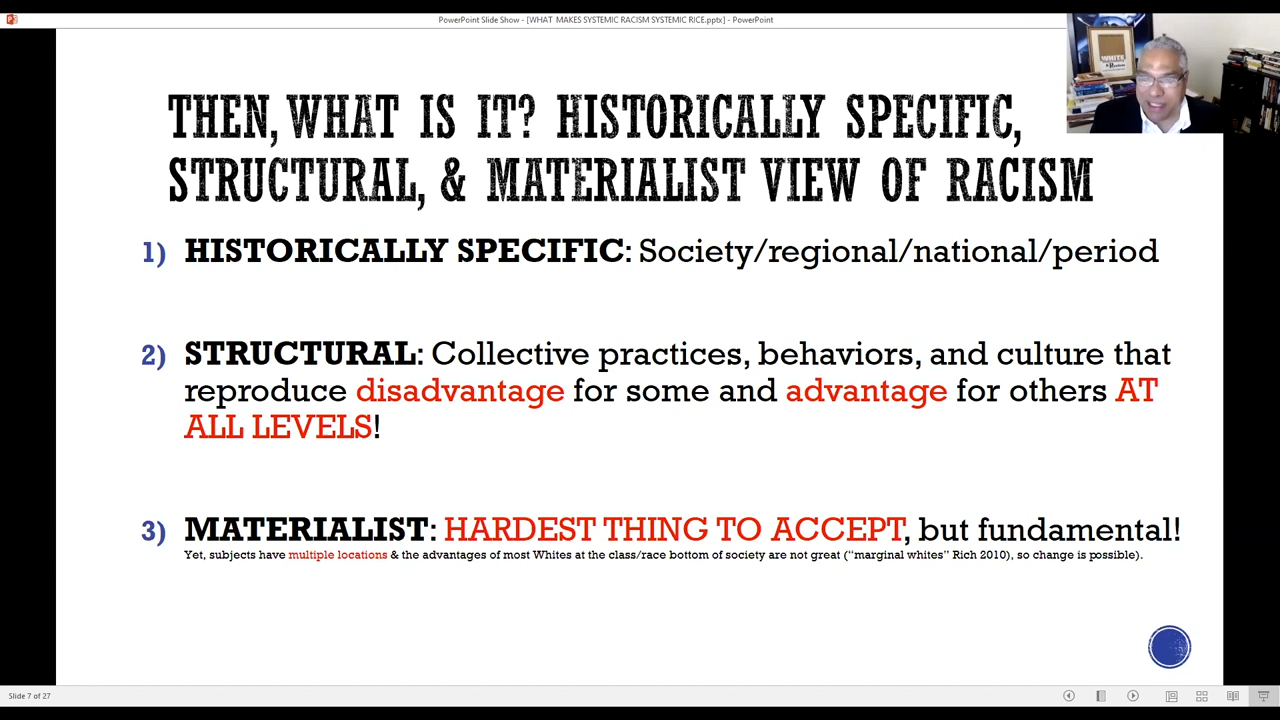 PowerPoint Slide Show - [WHAT MAKES SYSTEMIC RACISM SYSTEMIC RICE.pptx] - PowerPoint
WHITE
THEN, WHAT IS IT? HISTORICALLY SPECIFIC,
STRUCTURAL, & MATERIALIST VIEW OF RACISM
1) HISTORICALLY SPECIFIC: Society/regional/national/period
2) STRUCTURAL: Collective practices, behaviors, and culture that
reproduce disadvantage for some and advantage for others AT
ALL LEVELS!
3) MATERIALIST: HARDEST THING TO ACCEPT, but fundamental!
Yet, subjects have multiple locations & the advantages of most Whites at the class/race bottom of society are not great (“marginal whites” Rich 2010), so change is possible).
Slide 7 of 27